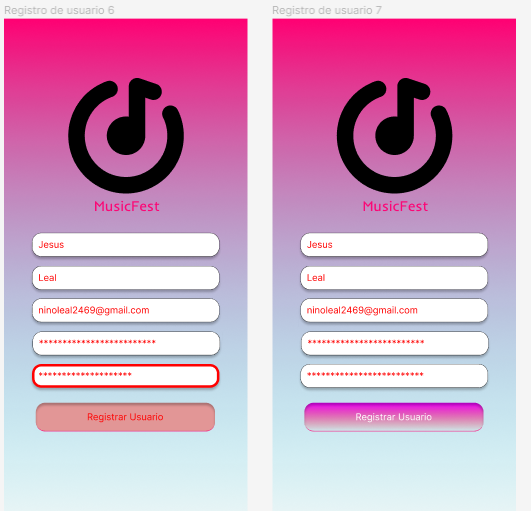 Registro de usuario 6
MusicFest
Jesus
Leal
ninoleal2469@gmail.com
*************************
********************
Registrar Usuario
Registro de usuario 7
MusicFest
Jesus
Leal
ninoleal2469@gmail.com
*************************
*************************
Registrar Usuario